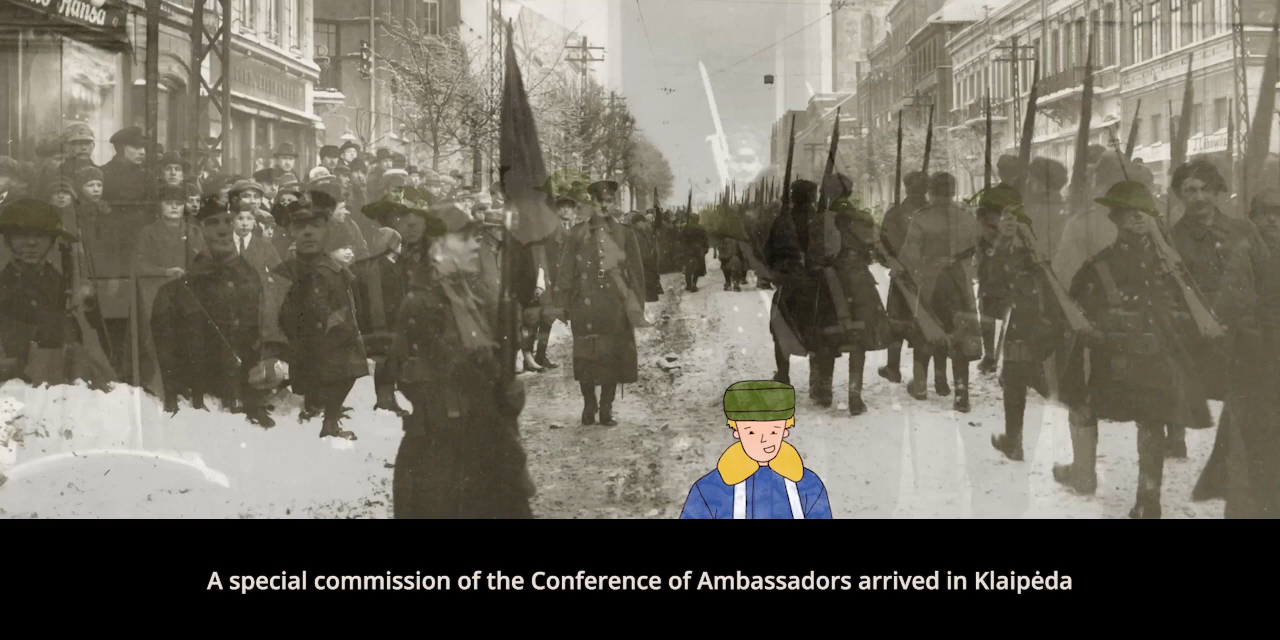 Hansa
A special commission of the Conference of Ambassadors arrived in Klaipėda